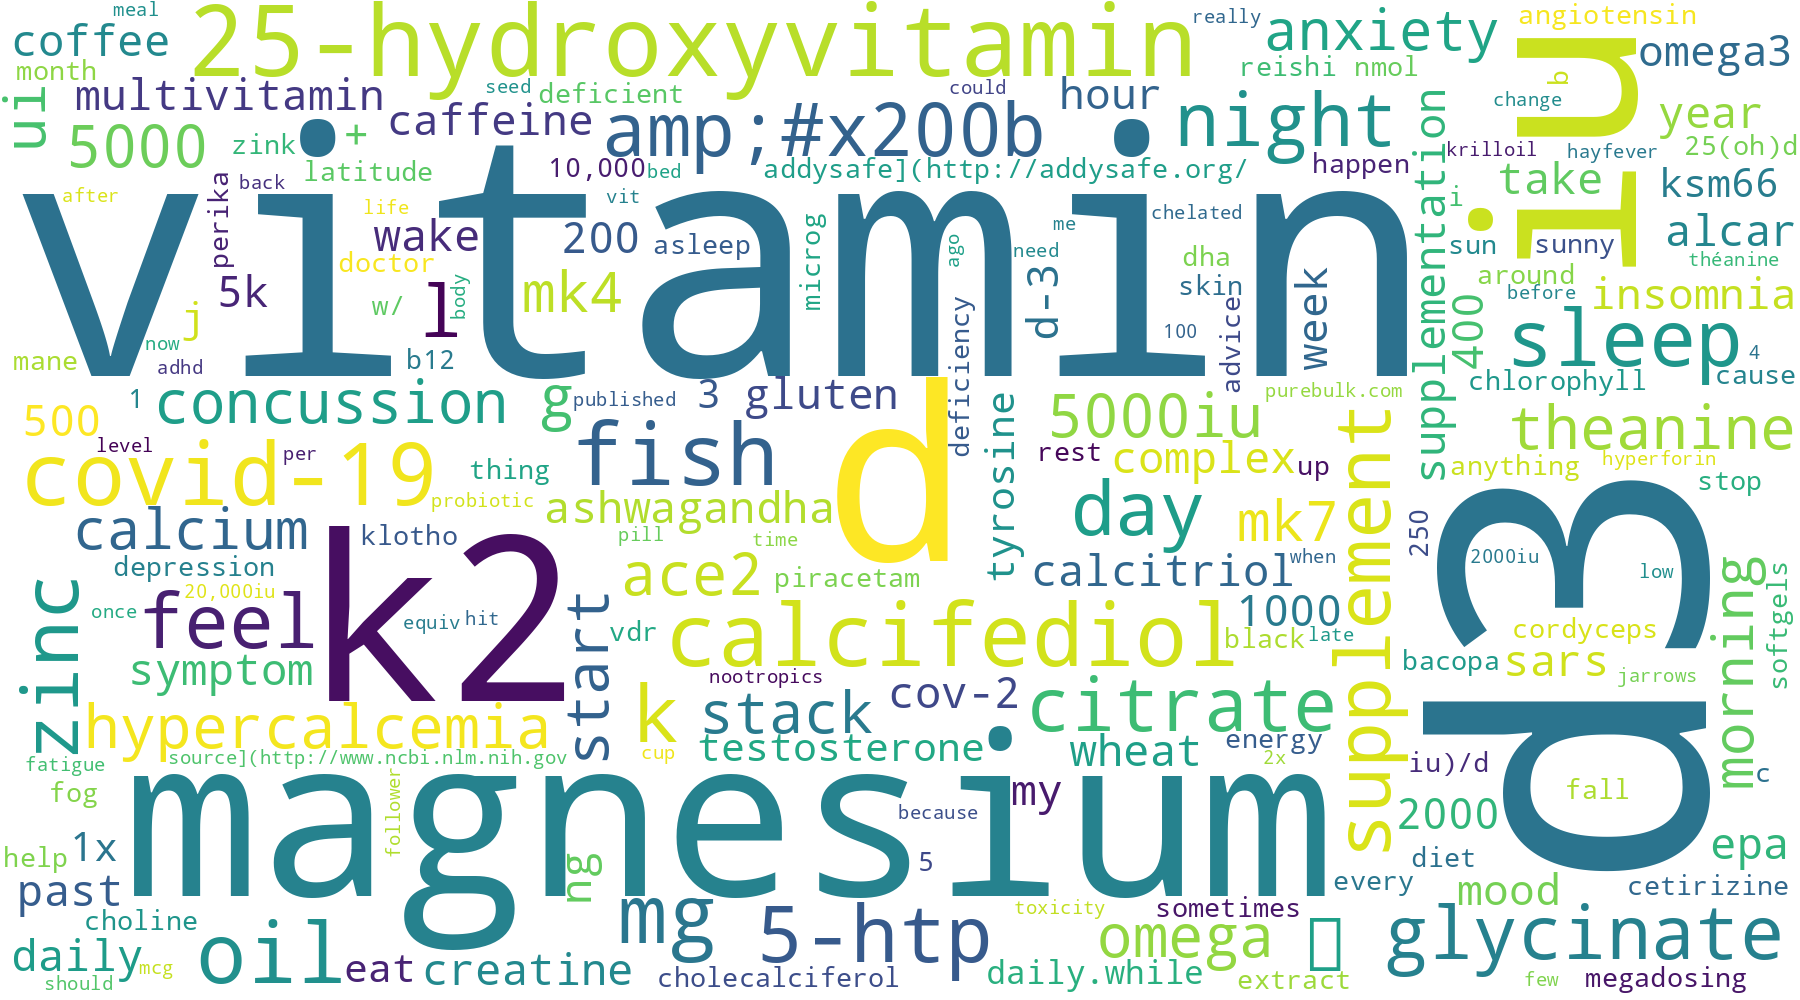 meal
coffee
25-hydroxyvitamin
really
anxiety
angiotensin
omega3
month
ui
multivitamin
seed
deficient
caffeine
amp;#x200b
could
hour
night
reishi
nmol
iu
b
change
year
5000
zink
+
latitude
10,000
bed
addysafe](http://addysafe.org/
happen
supplementation
krilloil
hayfever
25(oh)d
take
ksm66
vitamin
after
perika
back
life
wake
200
vit
asleep
microg
ago
chelated
me
need
i
sun
sunny
alcar
théanine
doctor
5k
w/
j
l
body
mk4
d-3
dha
skin
week
advice
100
around
before
insomnia
400
sleep
4
now
mane
adhd
b12
1
concussion
g
published
3
gluten
deficiency
purebulk.com
chlorophyll
cause
500
level
covid-19
per
thing
probiotic
fish
d
tyrosine
5000iu
rest
complex
up
supplement
theanine
anything
hyperforin
stop
calcium
klotho
ashwagandha
pill
time
day
mk7
250
d3
2000iu
low
depression
20,000iu
k2
ace2
piracetam
calcitriol
when
zinc
once
feel
equiv
hit
start
vdr
calcifediol
1000
black
late
cordyceps
morning
softgels
symptom
nootropics
bacopa
sars
jarrows
hypercalcemia
k
stack
cov-2
citrate
source](http://www.ncbi.nlm.nih.gov
cup
testosterone
wheat
energy
2x
iu)/d
c
fatigue
fog
magnesium
follower
because
my
fall
2000
help
1x
ng
5
diet
epa
past
every
mood
cetirizine
choline
mg
5-htp
toxicity
sometimes
omega
glycinate
daily
mcg
should
oil
eat
creatine
cholecalciferol
daily.while
extract
few
megadosing